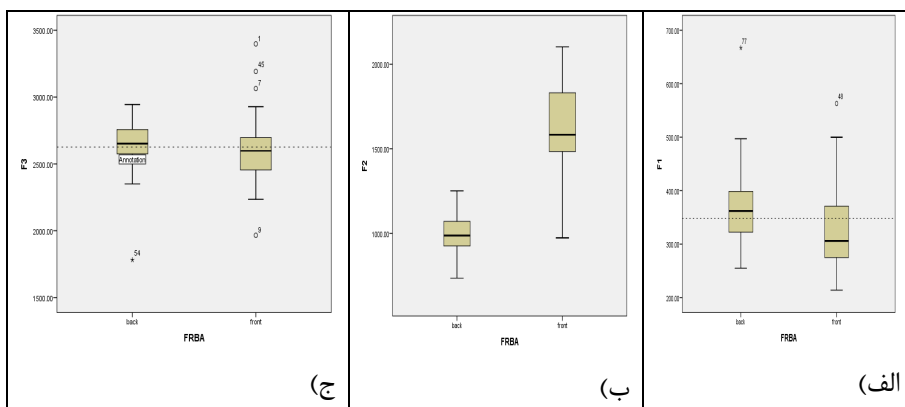 3500.00
3000.00
2500.00
2000.00
1500.00
F3
1
45
7
9
54
Annotation
back
front
FRBA
ج)
2000.00
1500.00
1000.00
F2
back
front
FRBA
ب)
700.00
600.00
500.00
400.00
300.00
200.00
F1
77
48
back
front
FRBA
الف)